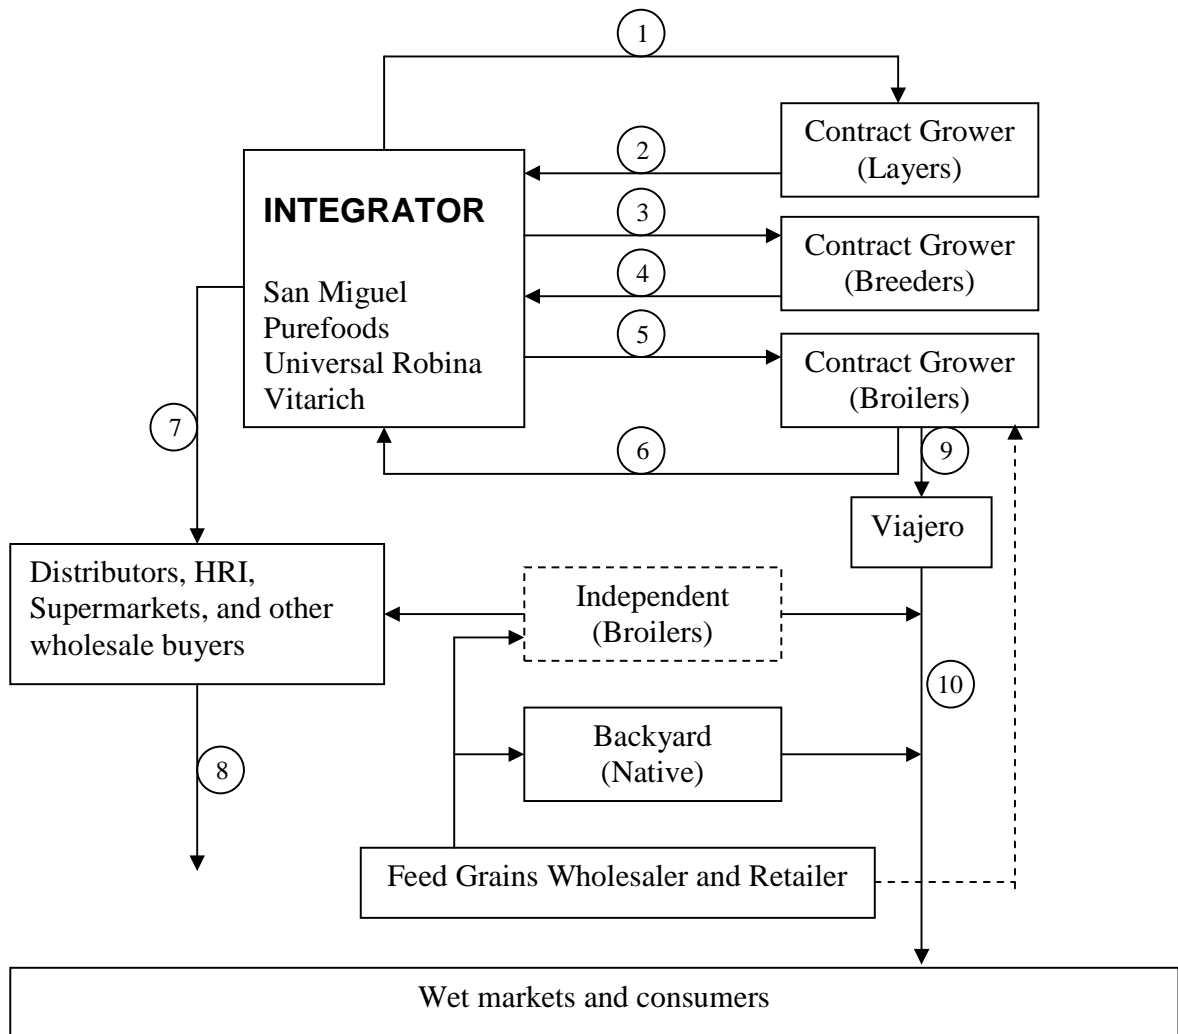 1
Contract Grower
(Layers)
2
INTEGRATOR
San Miguel
Purefoods
Universal Robina
Vitarich
3
Contract Grower
(Breeders)
4
5
Contract Grower
(Broilers)
7
6
9
Viajero
Distributors, HRI,
Supermarkets, and other
wholesale buyers
Independent
(Broilers)
10
8
Backyard
(Native)
Feed Grains Wholesaler and Retailer
Wet markets and consumers